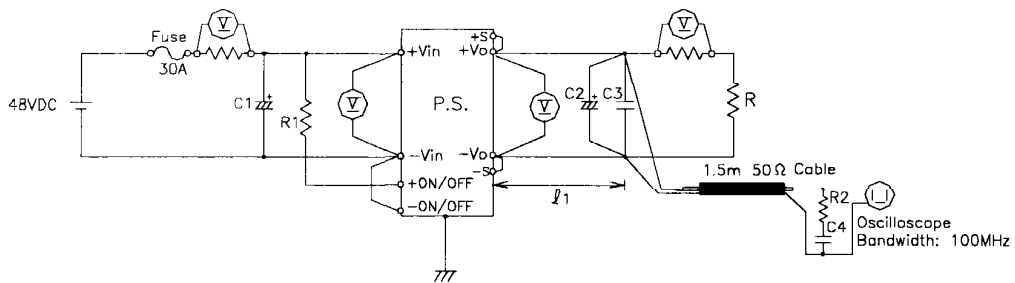 Fuse
30A
V
48VDC
C1
+
R1
V
+Vin
-Vin
+ON/OFF
-ON/OFF
P.S.
+S
+Vo
-Vo
-S
V
C2
+
C3
V
R
ℓ1
1.5m 50Ω Cable
R2
C4
Oscilloscope
Bandwidth: 100MHz